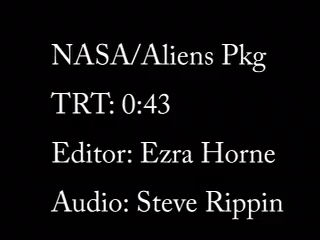 NASA/Aliens Pkg
TRT: 0:43
Editor: Ezra Horne
Audio: Steve Rippin